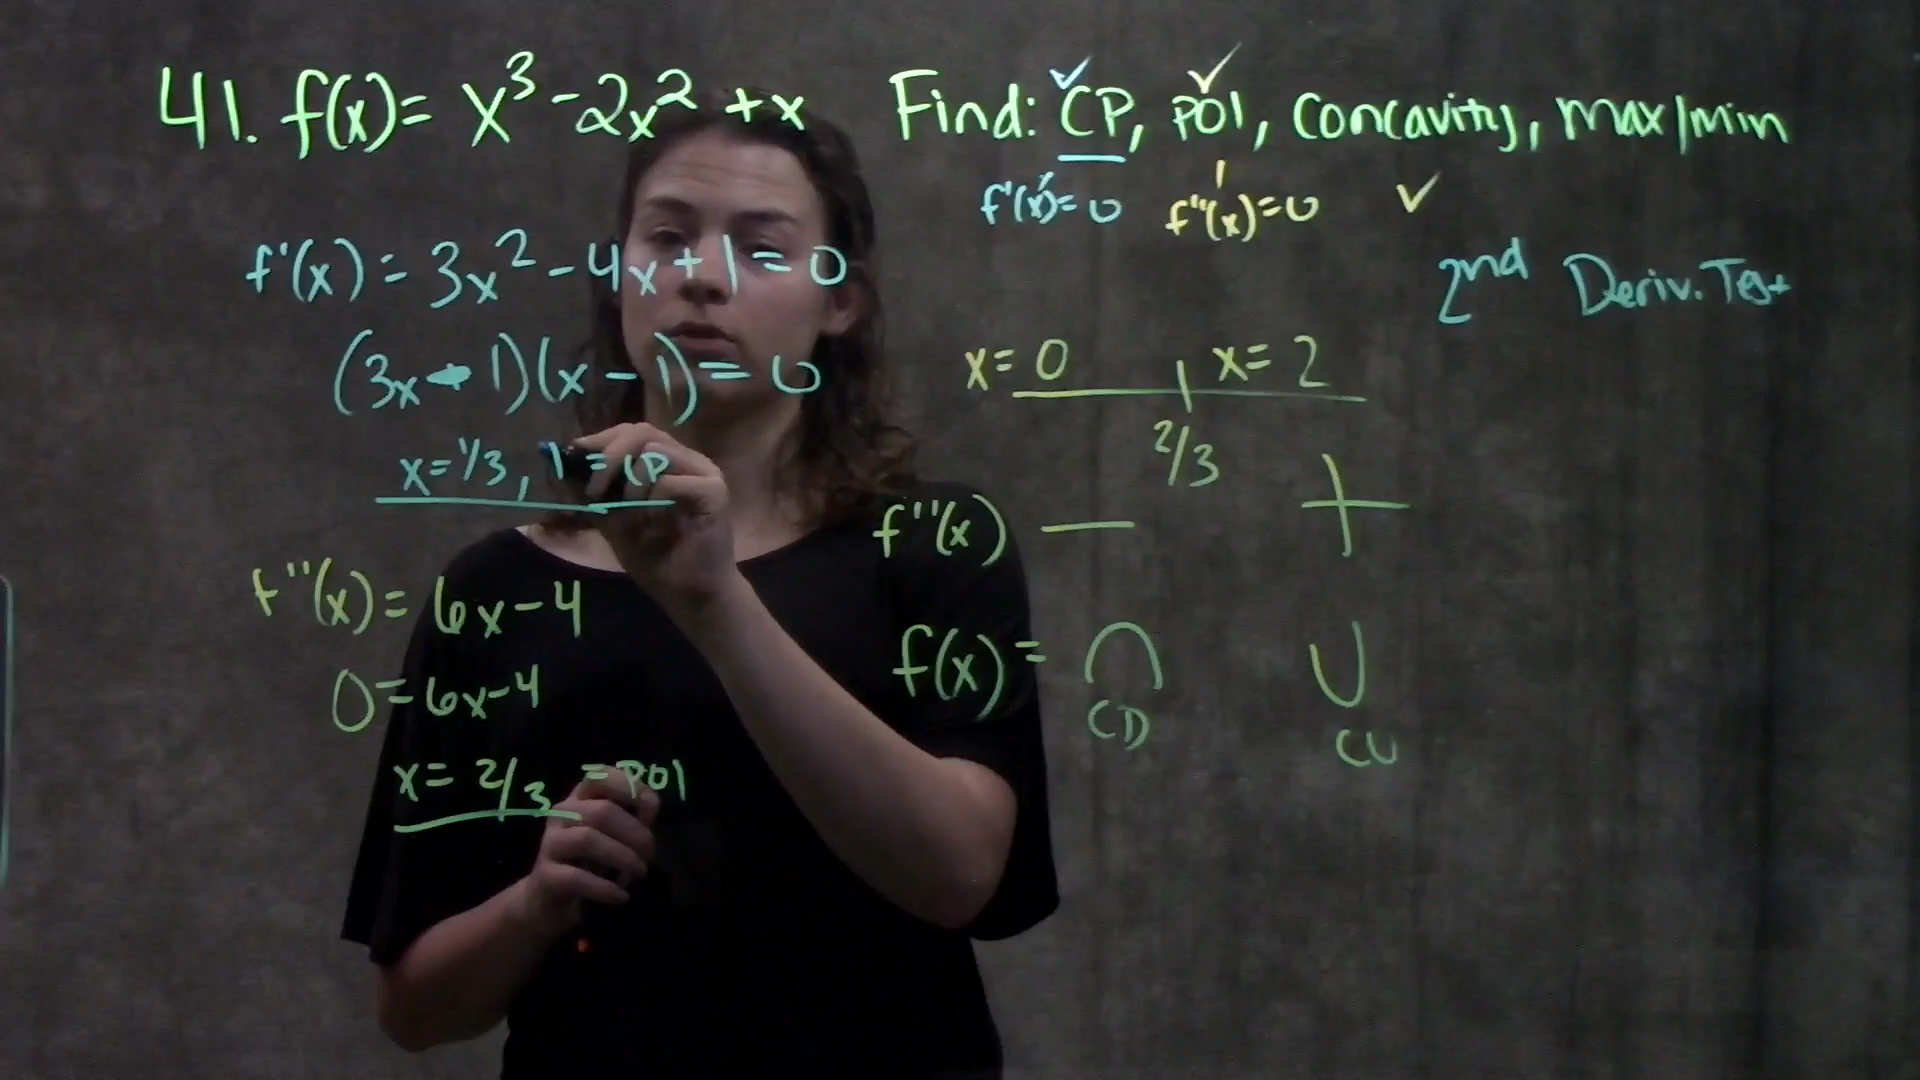 41. f(x) = x³ - 2x² + x Find: CP, POI, Concavity, max/min
f'(x) = 0 f''(x) = 0
f'(x) = 3x² - 4x + 1 = 0
2nd Deriv. Test
(3x - 1)(x - 1) = 0
x = 0 x = 2
2/3
x = 1/3, 1 = CP
f''(x) − +
f''(x) = 6x - 4
f(x) = ∩ ∪
0 = 6x - 4
CD CU
x = 2/3 = POI